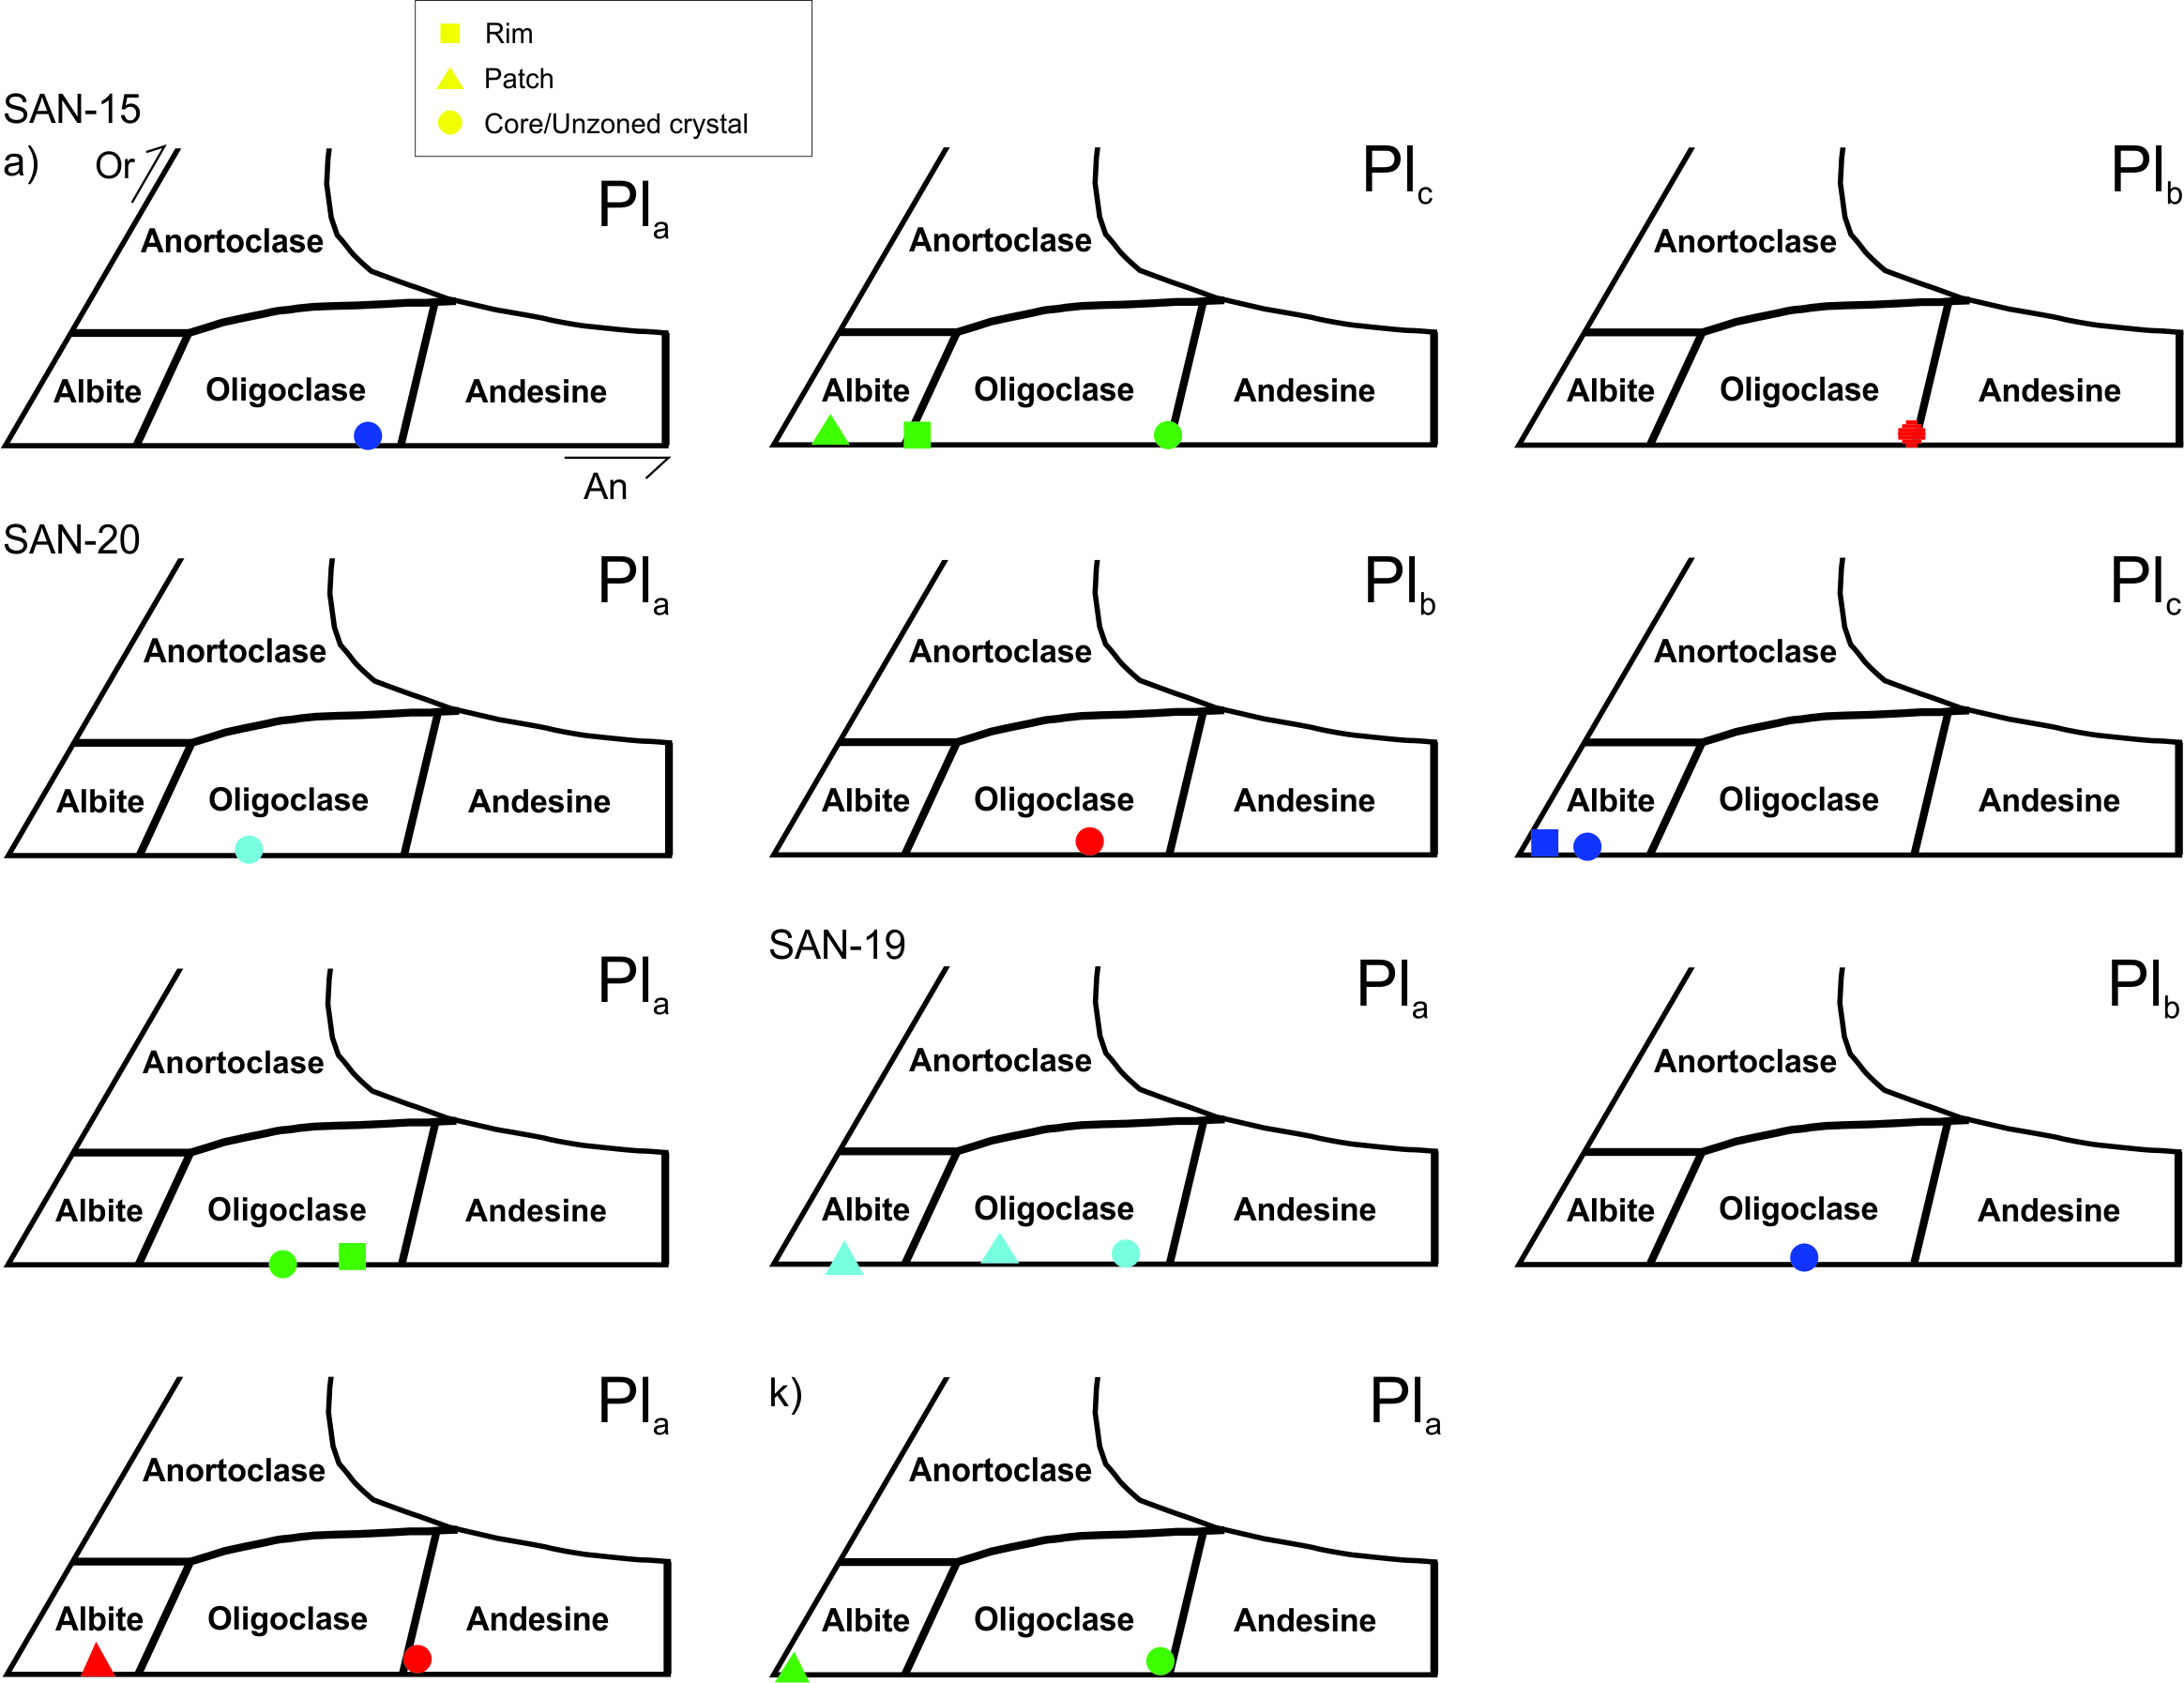 Rim
Patch
Core/Unzoned crystal
SAN-15
a) Or
Pla
Anortoclase
Albite Oligoclase Andesine
An
Plc
Anortoclase
Albite Oligoclase Andesine
Plb
Anortoclase
Albite Oligoclase Andesine
SAN-20
Pla
Anortoclase
Albite Oligoclase Andesine
Plb
Anortoclase
Albite Oligoclase Andesine
Plc
Anortoclase
Albite Oligoclase Andesine
Pla
Anortoclase
Albite Oligoclase Andesine
SAN-19
Pla
Anortoclase
Albite Oligoclase Andesine
Plb
Anortoclase
Albite Oligoclase Andesine
Pla
Anortoclase
Albite Oligoclase Andesine
k)
Pla
Anortoclase
Albite Oligoclase Andesine